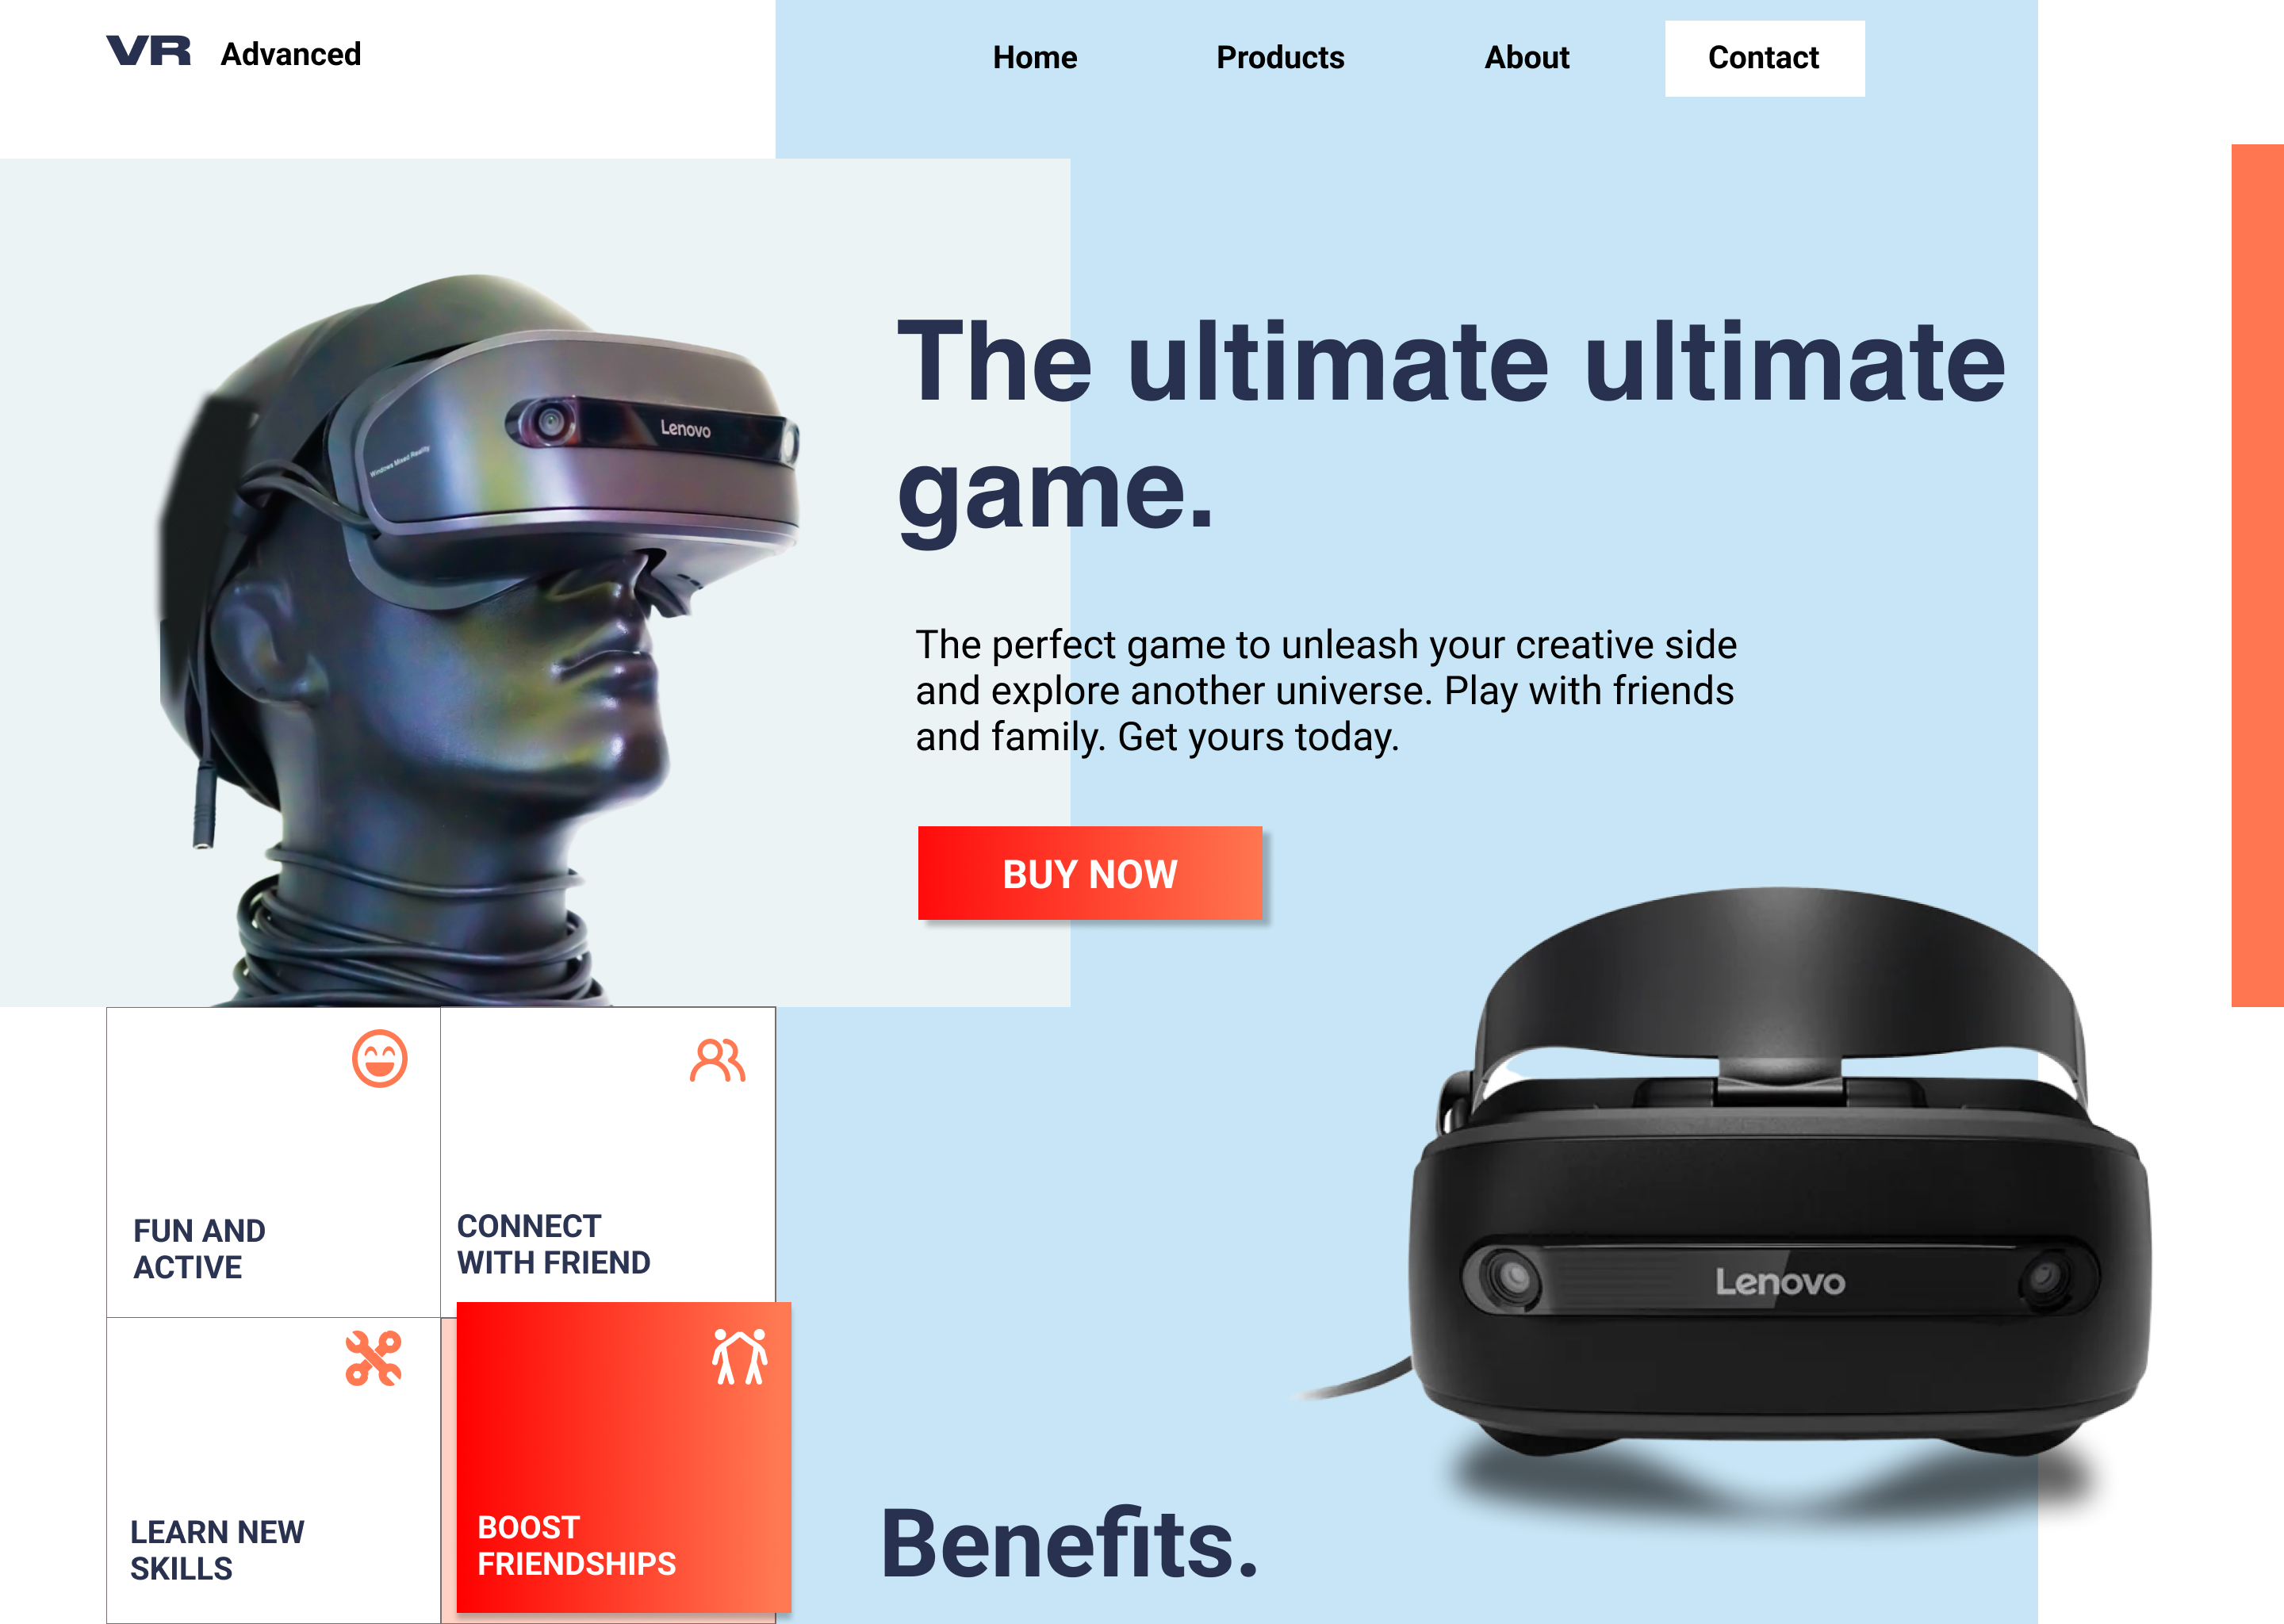 VR Advanced
Home Products About Contact
The ultimate ultimate
game.
Lenovo
Windows Mixed Reality
The perfect game to unleash your creative side
and explore another universe. Play with friends
and family. Get yours today.
BUY NOW
FUN AND
ACTIVE
CONNECT
WITH FRIEND
LEARN NEW
SKILLS
BOOST
FRIENDSHIPS
Lenovo
Benefits.